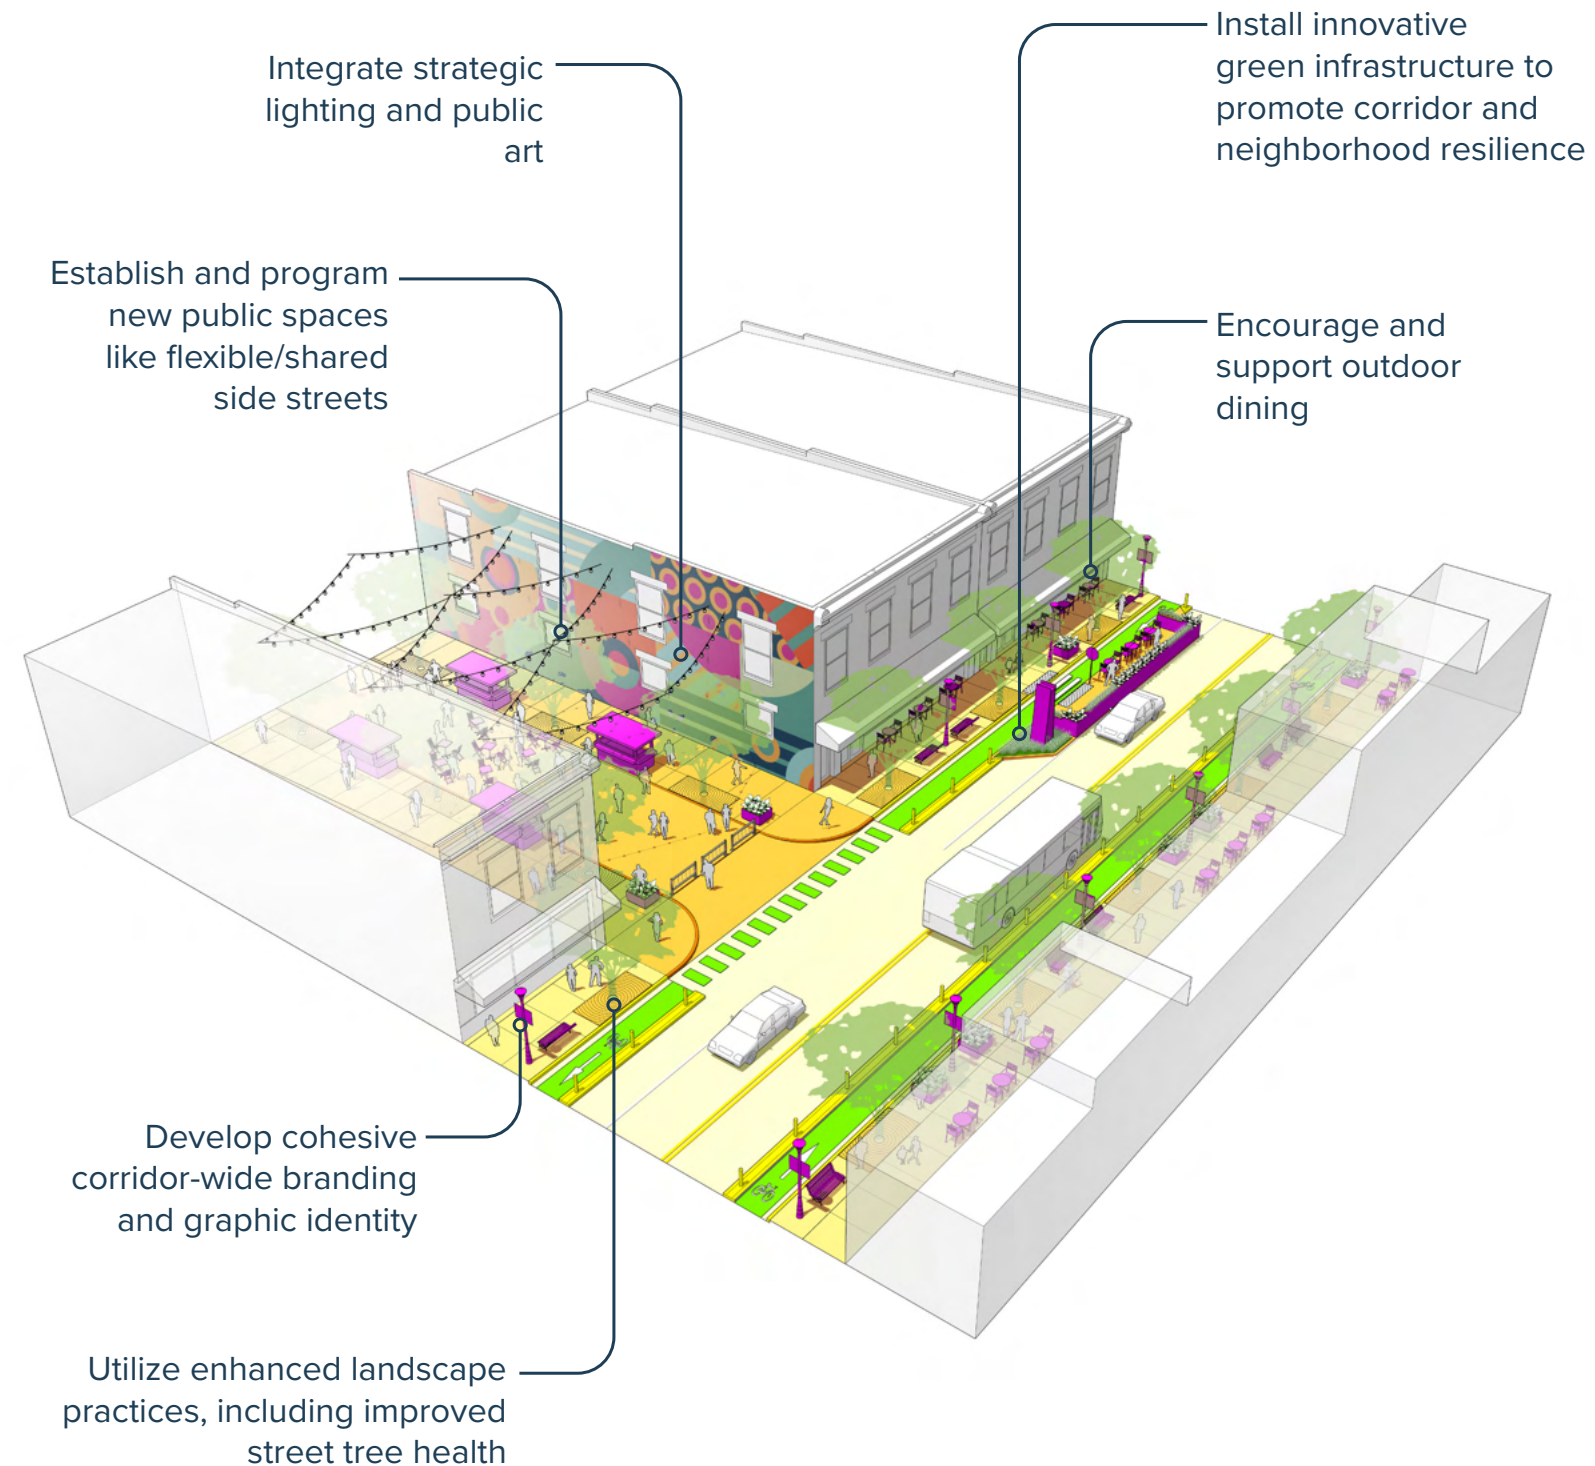 Install innovative
green infrastructure to
promote corridor and
neighborhood resilience
Integrate strategic
lighting and public
art
Establish and program
new public spaces
like flexible/shared
side streets
Encourage and
support outdoor
dining
Develop cohesive
corridor-wide branding
and graphic identity
Utilize enhanced landscape
practices, including improved
street tree health